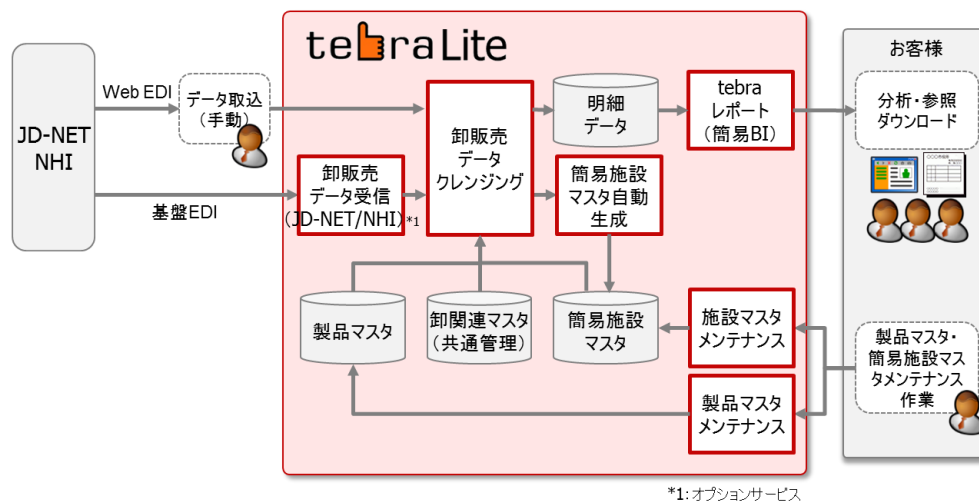 tebra Lite
お客様
JD-NET
NHI
Web EDI
データ取込
(手動)
基盤EDI
卸販売
データ受信
(JD-NET/NHI)*1
卸販売
データ
クレンジング
明細
データ
tebra
レポート
(簡易BI)
分析・参照
ダウンロード
簡易施設
マスタ自動
生成
製品マスタ
卸関連マスタ
(共通管理)
簡易施設
マスタ
施設マスタ
メンテナンス
製品マスタ
メンテナンス
製品マスタ・
簡易施設マス
タメンテナンス
作業
*1:オプションサービス